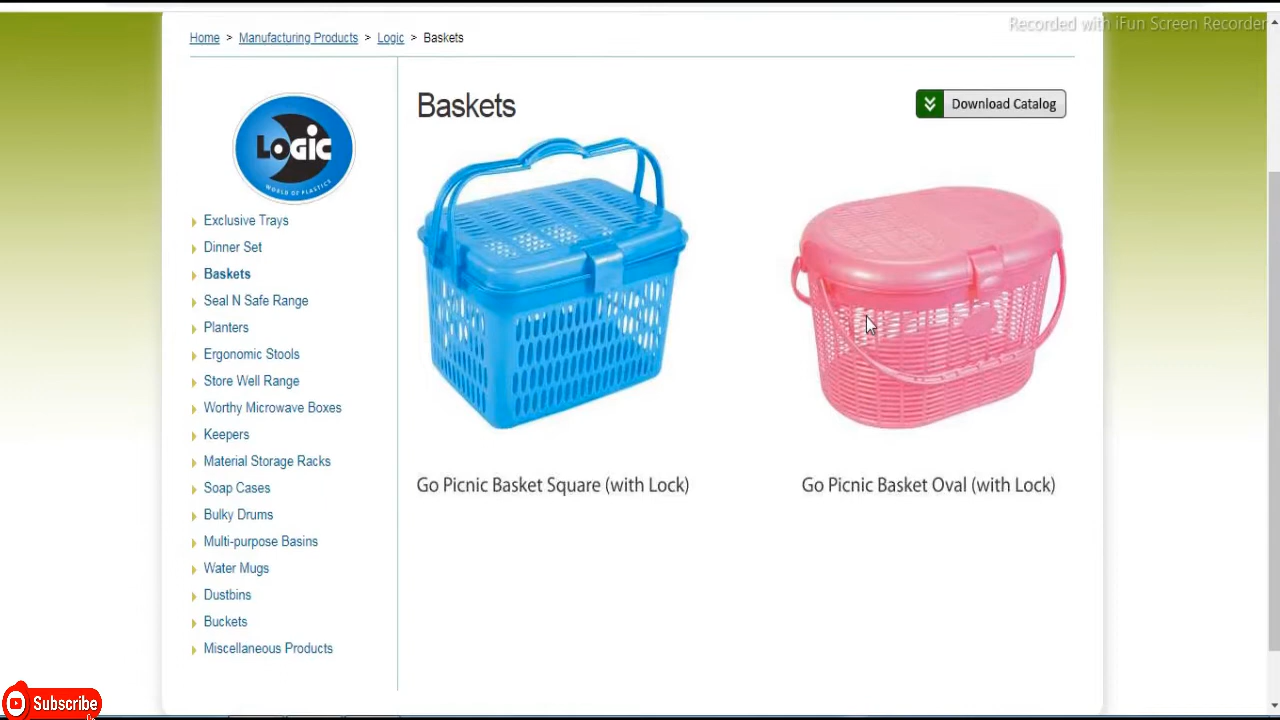 Recorded with iFun Screen Recorder
Home > Manufacturing Products > Logic > Baskets
LOGIC
WORLD OF PLASTICS
Baskets
Download Catalog
Exclusive Trays
Dinner Set
Baskets
Seal N Safe Range
Planters
Ergonomic Stools
Store Well Range
Worthy Microwave Boxes
Keepers
Material Storage Racks
Soap Cases
Bulky Drums
Multi-purpose Basins
Water Mugs
Dustbins
Buckets
Miscellaneous Products
Go Picnic Basket Square (with Lock)
Go Picnic Basket Oval (with Lock)
Subscribe